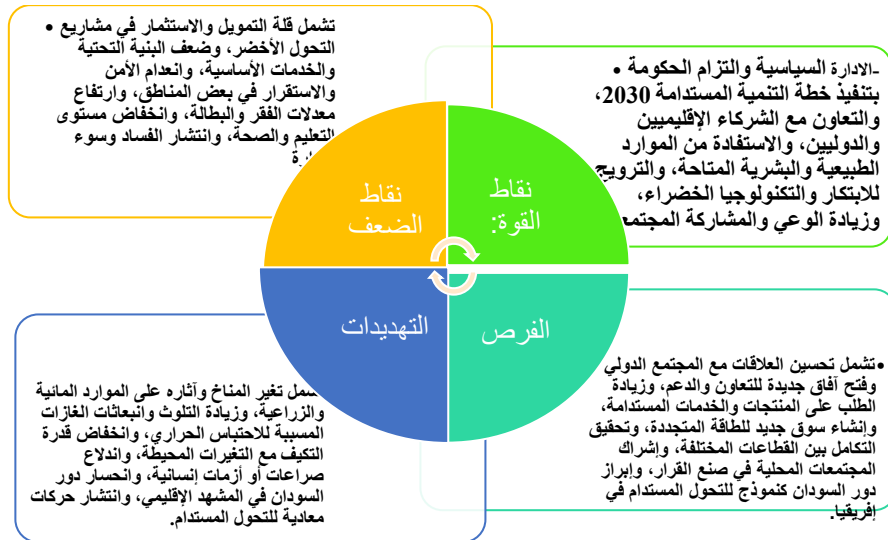 -الادارة السياسية والتزام الحكومة •
بتنفيذ خطة التنمية المستدامة 2030،
والتعاون مع الشركاء الإقليميين
والدوليين، والاستفادة من الموارد
الطبيعية والبشرية المتاحة، والترويج
للابتكار والتكنولوجيا الخضراء،
وزيادة الوعي والمشاركة
نقاط
القوة:
تشمل قلة التمويل والاستثمار في مشاريع •
التحول الأخضر، وضعف البنية التحتية
والخدمات الأساسية، وانعدام الأمن
والاستقرار في بعض المناطق، وارتفاع
معدلات الفقر والبطالة، وانخفاض مستوى
التعليم والصحة، وانتشار الفساد وسوء
نقاط
الضعف
الفرص
•تشمل تحسين العلاقات مع المجتمع الدولي
وفتح آفاق جديدة للتعاون والدعم، وزيادة
الطلب على المنتجات والخدمات المستدامة،
وإنشاء سوق جديد للطاقة المتجددة، وتحقيق
التكامل بين القطاعات المختلفة، وإشراك
المجتمعات المحلية في صنع القرار، وإبراز
دور السودان كنموذج للتحول المستدام في
إفريقيا.
التهديدات
تغير المناخ وآثاره على الموارد المائية
والزراعية، وزيادة التلوث وانبعاثات الغازات
المسببة للاحتباس الحراري، وانخفاض قدرة
التكيف مع التغيرات المحيطة، واندلاع
صراعات أو أزمات إنسانية، وانحسار دور
السودان في المشهد الإقليمي، وانتشار حركات
معادية للتحول المستدام.